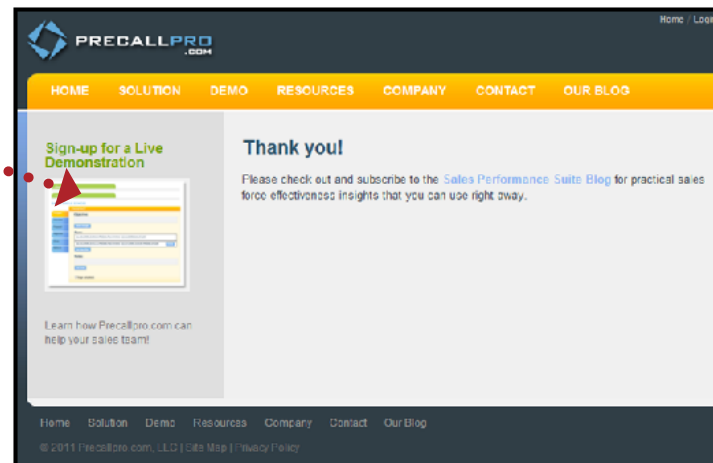 Home / Login
PRECALLPRO
.COM
HOME SOLUTION DEMO RESOURCES COMPANY CONTACT OUR BLOG
Sign-up for a Live
Demonstration
Learn how Precallpro.com can
help your sales team!
Thank you!
Please check out and subscribe to the Sales Performance Suite Blog for practical sales
force effectiveness insights that you can use right away.
Home Solution Demo Resources Company Contact Our Blog
© 2011 Precallpro.com, LLC | Site Map | Privacy Policy